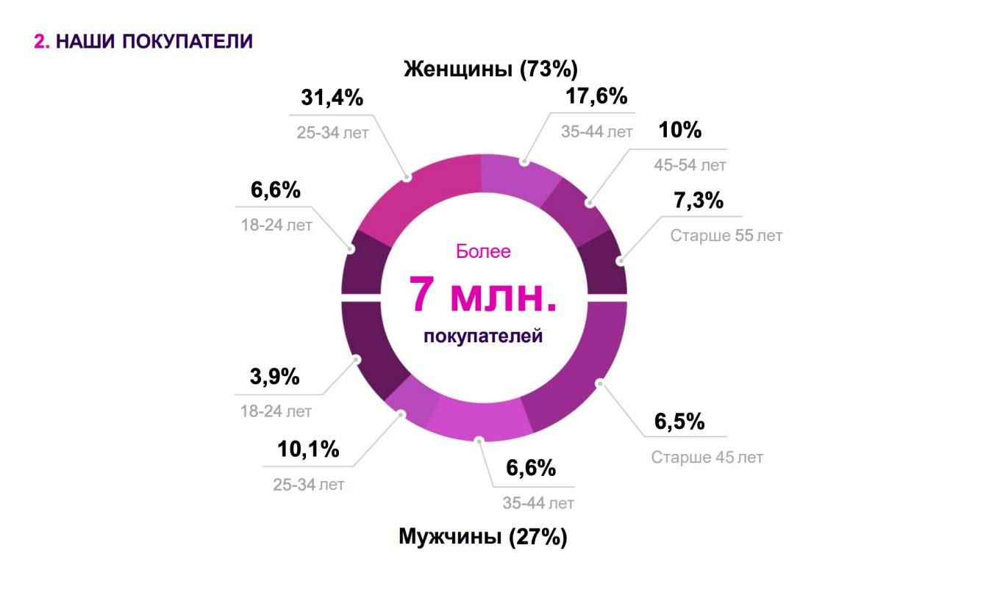 2. НАШИ ПОКУПАТЕЛИ
Женщины (73%)
31,4%
25-34 лет
17,6%
35-44 лет
10%
45-54 лет
6,6%
18-24 лет
7,3%
Старше 55 лет
Более
7 млн.
покупателей
3,9%
18-24 лет
10,1%
25-34 лет
6,6%
35-44 лет
6,5%
Старше 45 лет
Мужчины (27%)